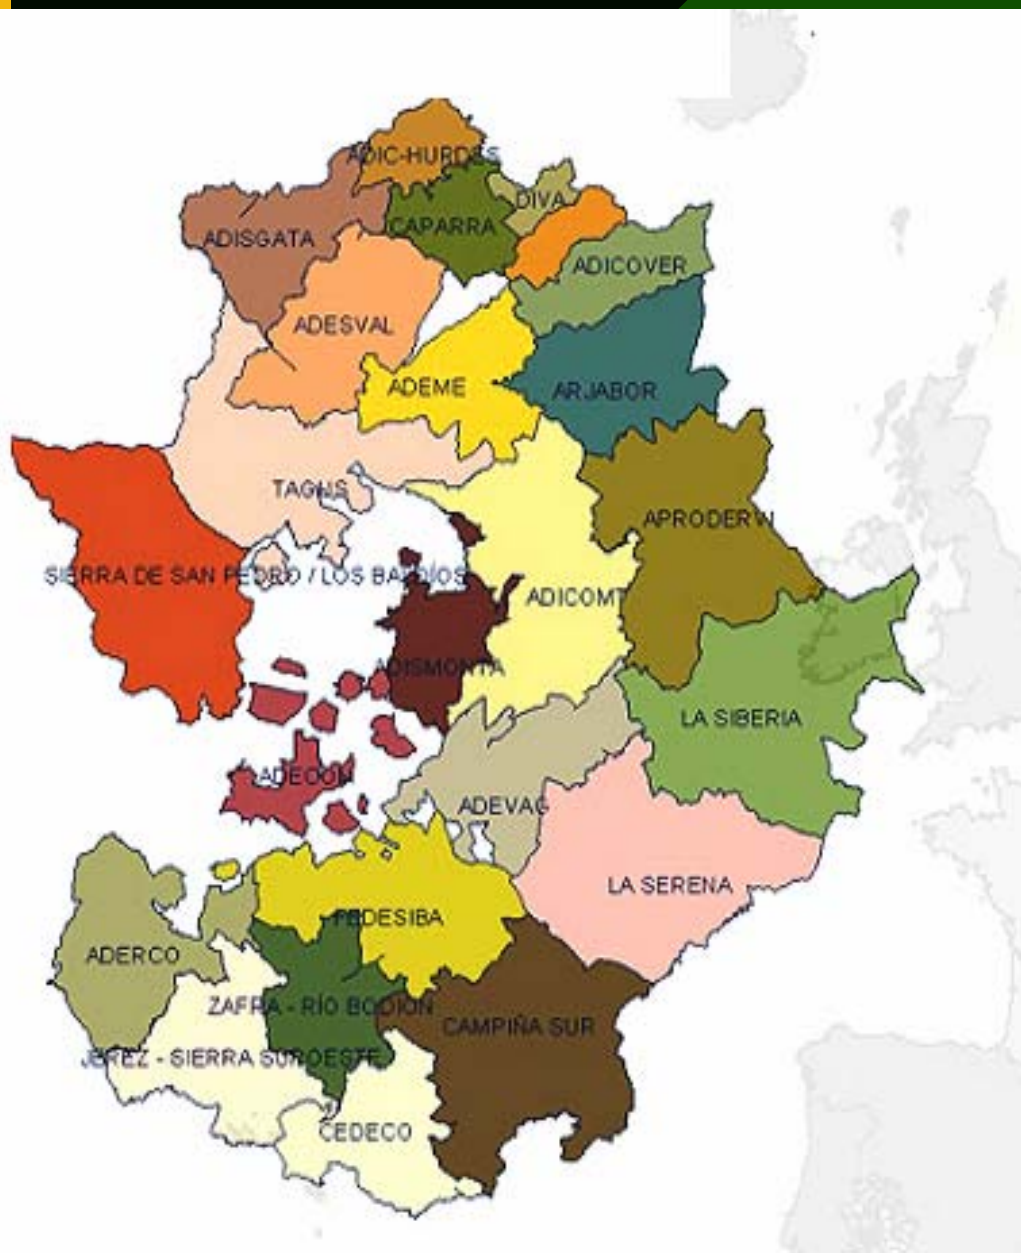 ADIC-HURDES
DIVA
CAPARRA
ADISGATA
ADICOVER
ADESVAL
ADEME
ARJABOR
TAGUS
APRODERVI
SIERRA DE SAN PEDRO / LOS BALDÍOS
ADICOMT
ADISMONTA
LA SIBERIA
ADECOM
ADEVAG
LA SERENA
FEDESIBA
ADERCO
ZAFRA - RÍO BODION
CAMPIÑA SUR
JEREZ - SIERRA SUROESTE
CEDECO